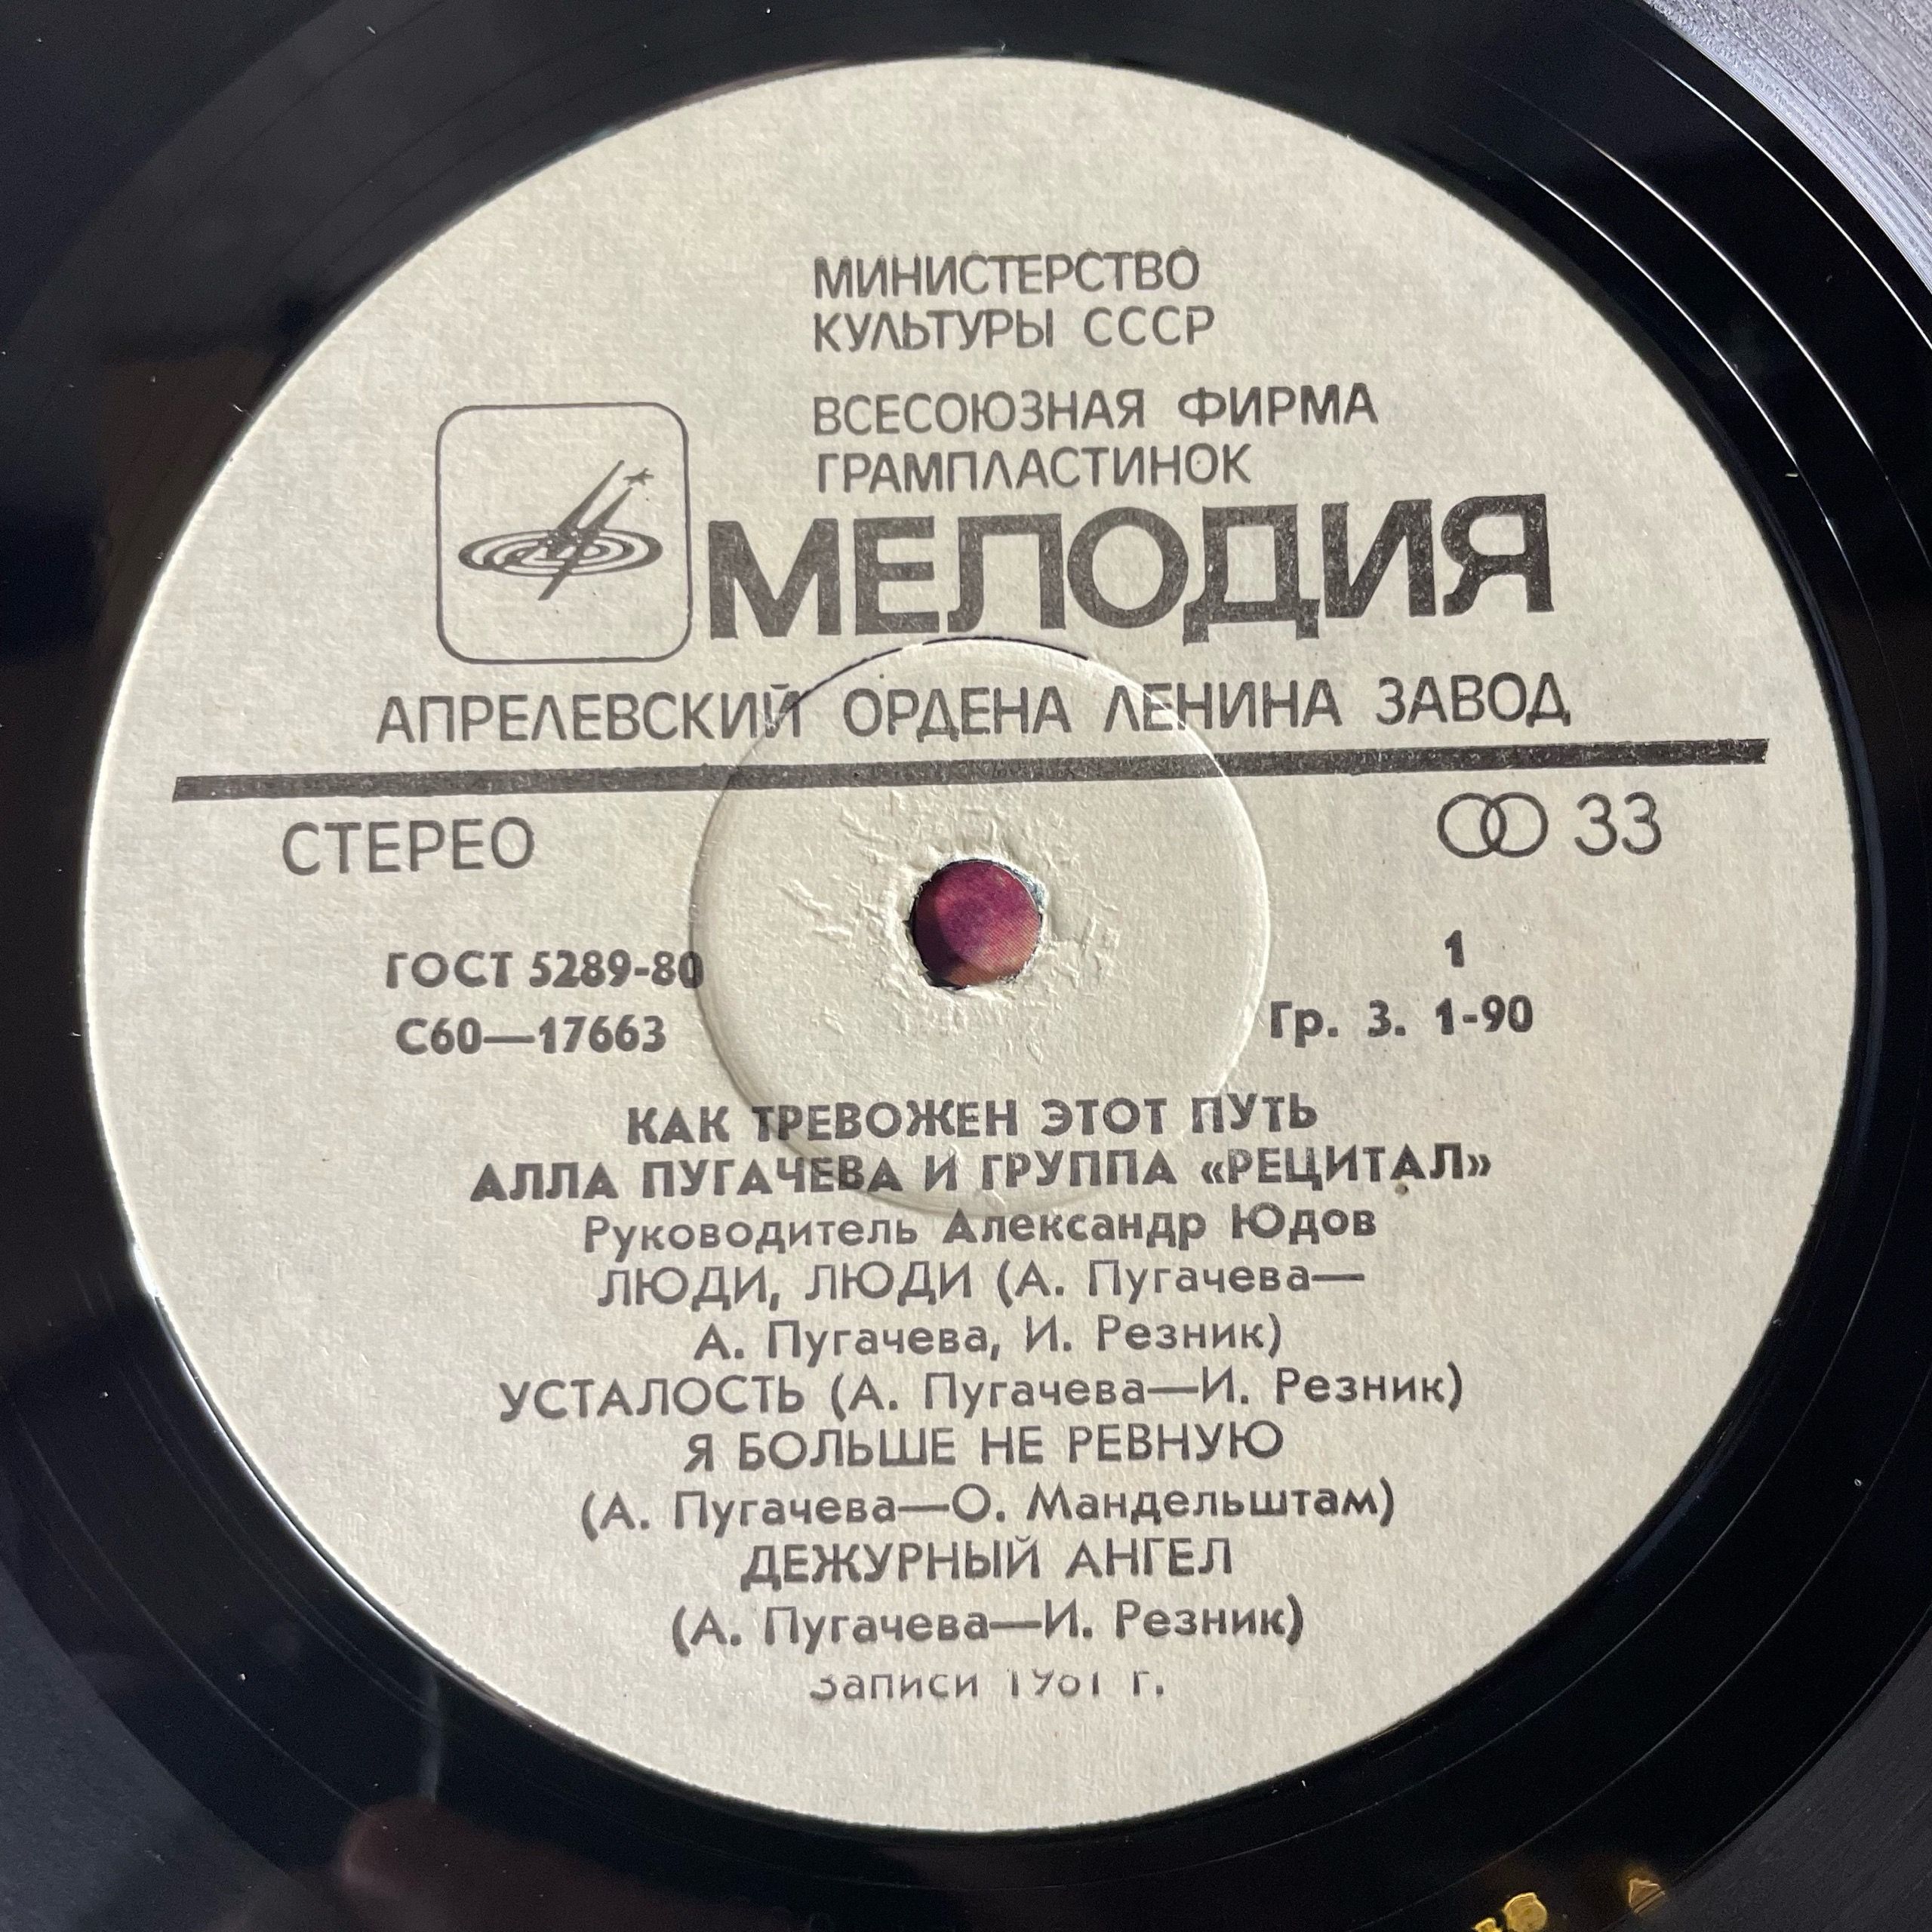 МИНИСТЕРСТВО
КУЛЬТУРЫ СССР
ВСЕСОЮЗНАЯ ФИРМА
ГРАМПЛАСТИНОК
МЕЛОДИЯ
АПРЕЛЕВСКИЙ ОРДЕНА ЛЕНИНА ЗАВОД
СТЕРЕО
33
ГОСТ 5289-80
1
С60—17663
Гр. 3. 1-90
КАК ТРЕВОЖЕН ЭТОТ ПУТЬ
АЛЛА ПУГАЧЕВА И ГРУППА «РЕЦИТАЛ»
Руководитель Александр Юдов
ЛЮДИ, ЛЮДИ (А. Пугачева—
А. Пугачева, И. Резник)
УСТАЛОСТЬ (А. Пугачева—И. Резник)
Я БОЛЬШЕ НЕ РЕВНУЮ
(А. Пугачева—О. Мандельштам)
ДЕЖУРНЫЙ АНГЕЛ
(А. Пугачева—И. Резник)
Записи г.